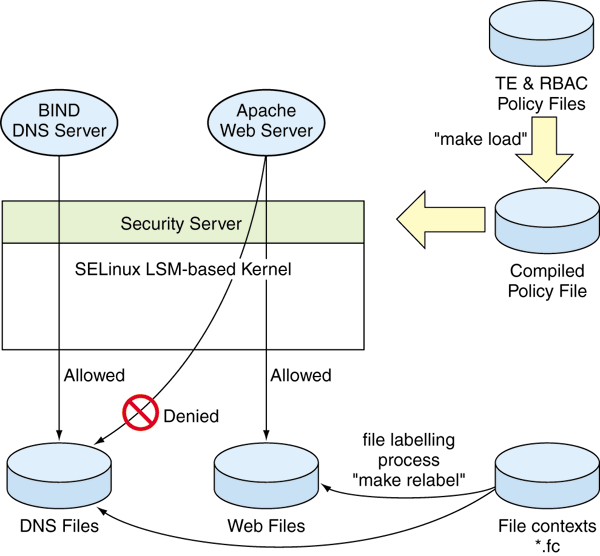 TE & RBAC
Policy Files
BIND
DNS Server
Apache
Web Server
"make load"
Security Server
SELinux LSM-based Kernel
Compiled
Policy File
Allowed
Allowed
Denied
file labelling
process
"make relabel"
DNS Files
Web Files
File contexts
*.fc